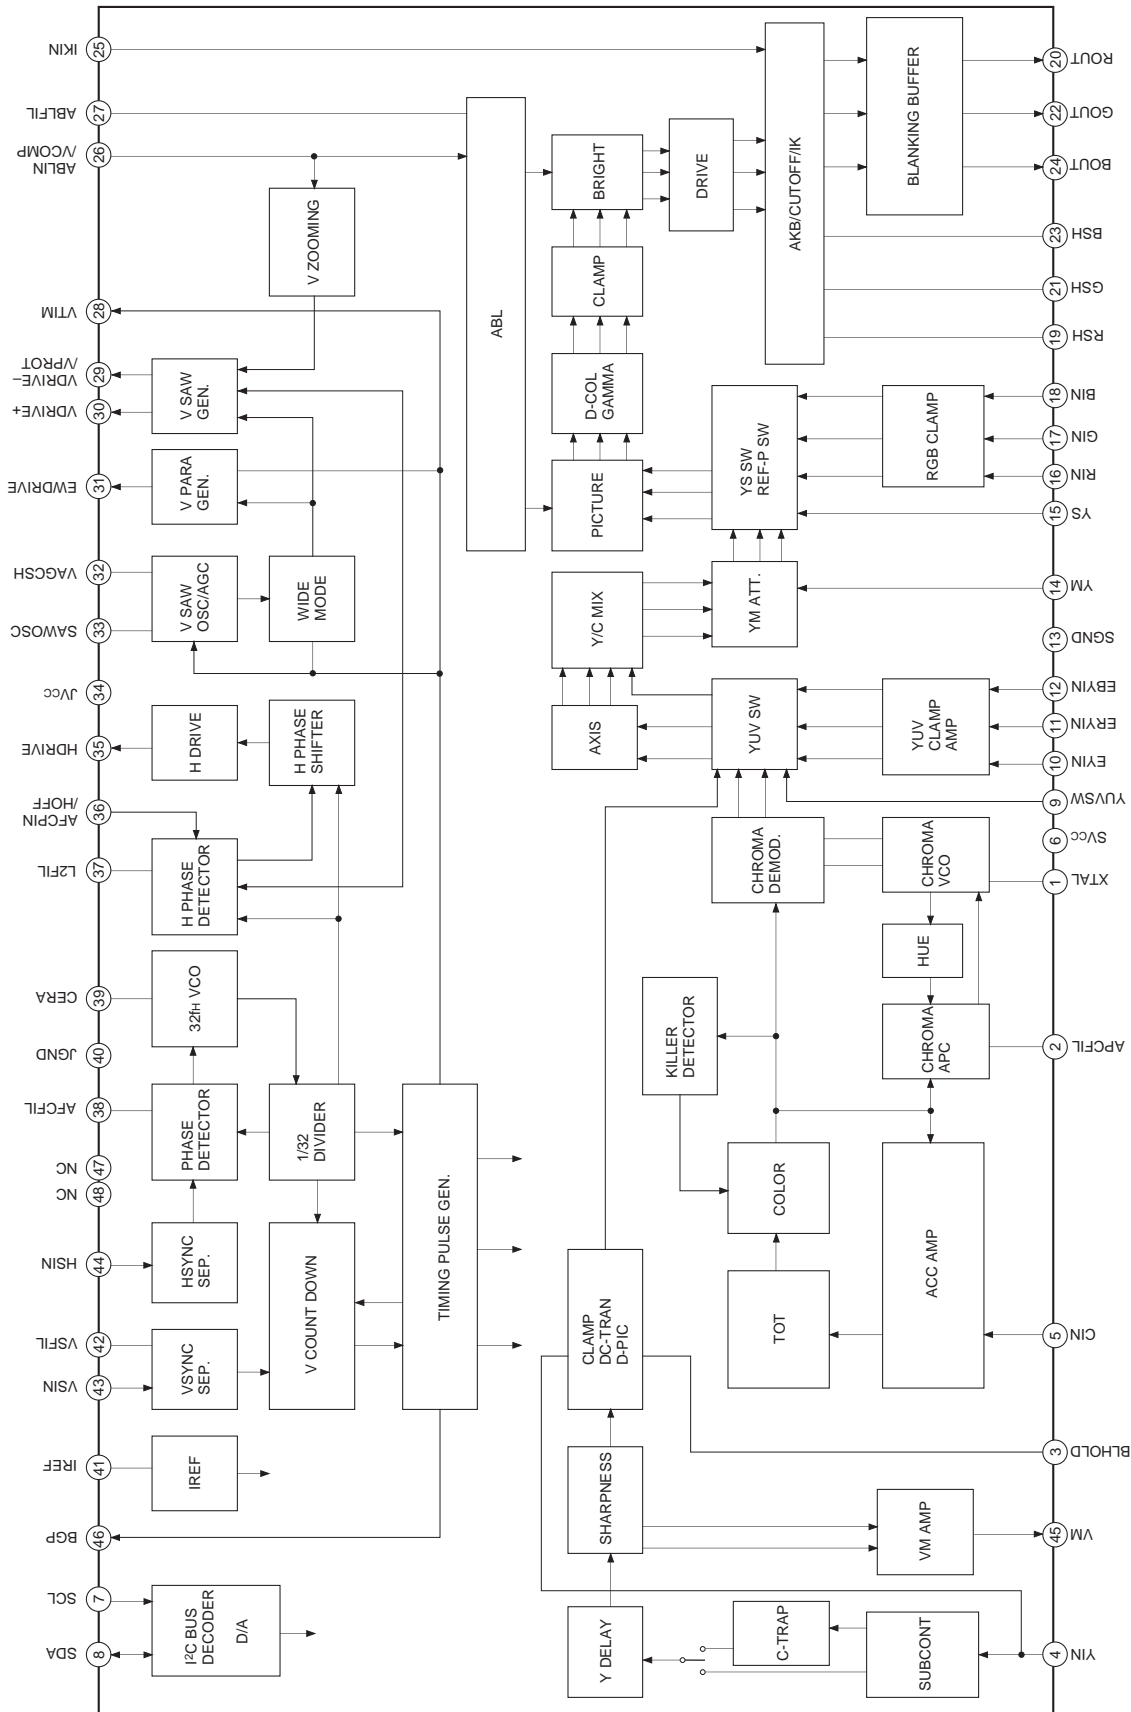 IKIN
25
ABLFIL
27
ABLIN
/VCOMP
26
VTIM
28
VDRIVE–
/VPROT
29
VDRIVE+
30
EWDRIVE
31
VAGCSH
32
SAWOSC
33
JVCC
34
HDRIVE
35
AFCPIN
/HOFF
36
L2FIL
37
CERA
39
JGND
40
AFCFIL
38
NC
47
NC
48
HSIN
44
VSFIL
42
VSIN
43
IREF
41
BGP
46
SCL
7
SDA
8
V SAW
GEN.
V PARA
GEN.
V SAW
OSC/AGC
H DRIVE
H PHASE
DETECTOR
32fH VCO
PHASE
DETECTOR
HSYNC
SEP.
VSYNC
SEP.
IREF
I²C BUS
DECODER
D/A
V ZOOMING
WIDE
MODE
H PHASE
SHIFTER
1/32
DIVIDER
V COUNT DOWN
TIMING PULSE GEN.
ABL
BRIGHT
CLAMP
D-COL
GAMMA
PICTURE
Y/C MIX
AXIS
CLAMP
DC-TRAN
D-PIC
SHARPNESS
Y DELAY
DRIVE
KILLER
DETECTOR
YS SW
REF-P SW
YM ATT.
YUV SW
CHROMA
DEMOD.
COLOR
TOT
C-TRAP
AKB/CUTOFF/IK
BLANKING BUFFER
RGB CLAMP
YUV
CLAMP
AMP
CHROMA
VCO
HUE
CHROMA
APC
ACC AMP
VM AMP
SUBCONT
20
ROUT
22
GOUT
24
BOUT
23
BSH
21
GSH
19
RSH
18
BIN
17
GIN
16
RIN
15
YS
14
YM
13
SGND
12
EBYIN
11
ERYIN
10
EYIN
9
YUVSW
6
SVCC
1
XTAL
2
APCFIL
5
CIN
3
BLHOLD
45
VM
4
YIN